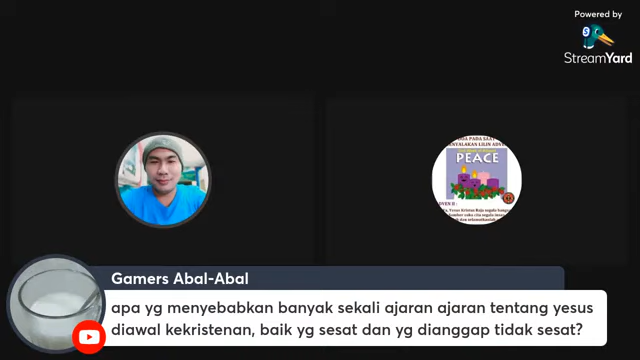 Powered by
StreamYard
PEACE
Gamers Abal-Abal
apa yg menyebabkan banyak sekali ajaran ajaran tentang yesus
diawal kekristenan, baik yg sesat dan yg dianggap tidak sesat?